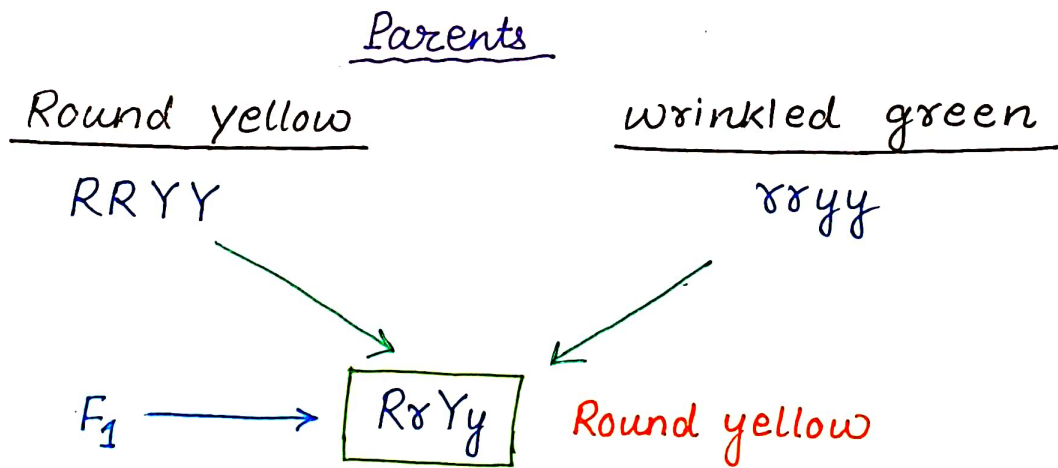 Parents
Round yellow wrinkled green
RRYY rryy
F1 RrYy Round yellow